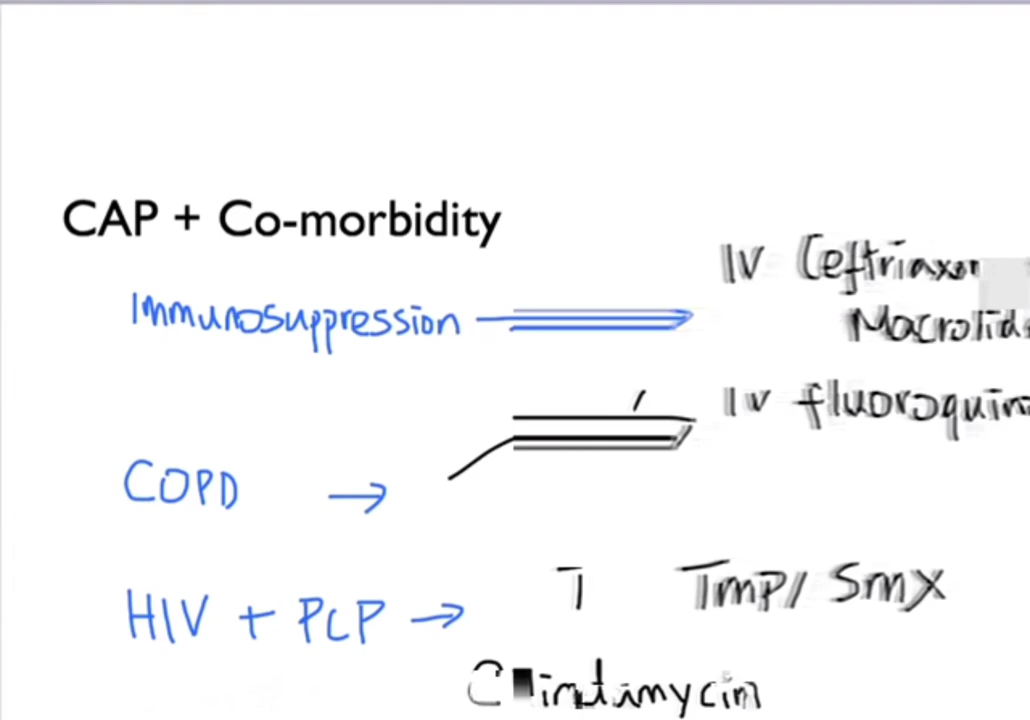 CAP + Co-morbidity
IV Ceftriaxon
Immunosuppression
Macrolid
IV fluoroquin
COPD
HIV + PCP → T Tmp/ Smx